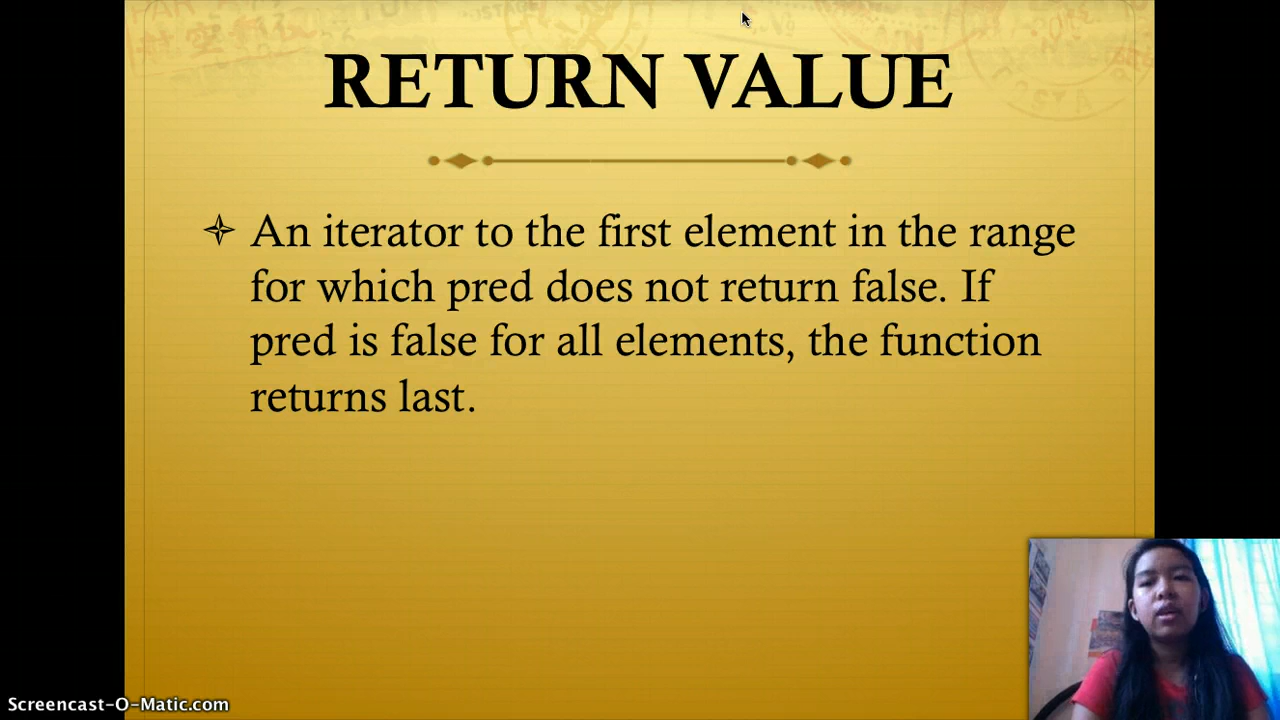 RETURN VALUE
An iterator to the first element in the range
for which pred does not return false. If
pred is false for all elements, the function
returns last.
Screencast-O-Matic.com